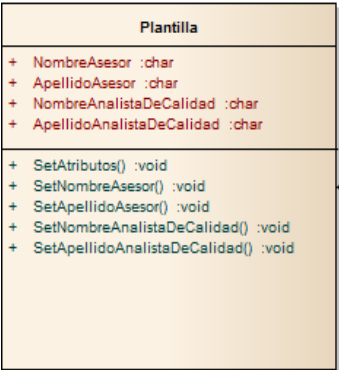 Plantilla
+ NombreAsesor :char
+ ApellidoAsesor :char
+ NombreAnalistaDeCalidad :char
+ ApellidoAnalistaDeCalidad :char
+ SetAtributos() :void
+ SetNombreAsesor() :void
+ SetApellidoAsesor() :void
+ SetNombreAnalistaDeCalidad() :void
+ SetApellidoAnalistaDeCalidad() :void